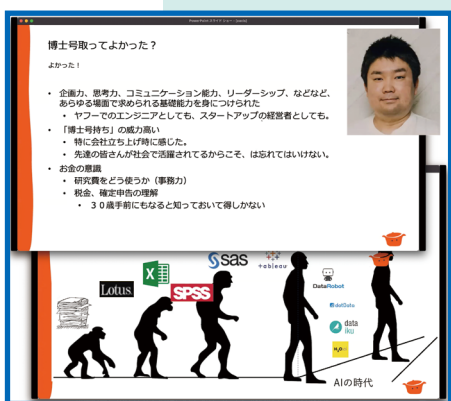 博士号取ってよかった？
よかった！
• 企画力、思考力、コミュニケーション能力、リーダーシップ、などなど、
あらゆる場面で求められる基礎能力を身につけられた
• ヤフーでのエンジニアとしても、スタートアップの経営者としても。
• 「博士号持ち」の威力高い
• 特に会社立ち上げ時に感じた。
• 先達の皆さんが社会で活躍されてるからこそ、は忘れてはいけない。
• お金の意識
• 研究費をどう使うか（事務力）
• 税金、確定申告の理解
• ３０歳手前にもなると知っておいて得しかない
Lotus
X
SPSS
sas
+ableau
DataRobot
dotData
data
iku
H2O
AIの時代